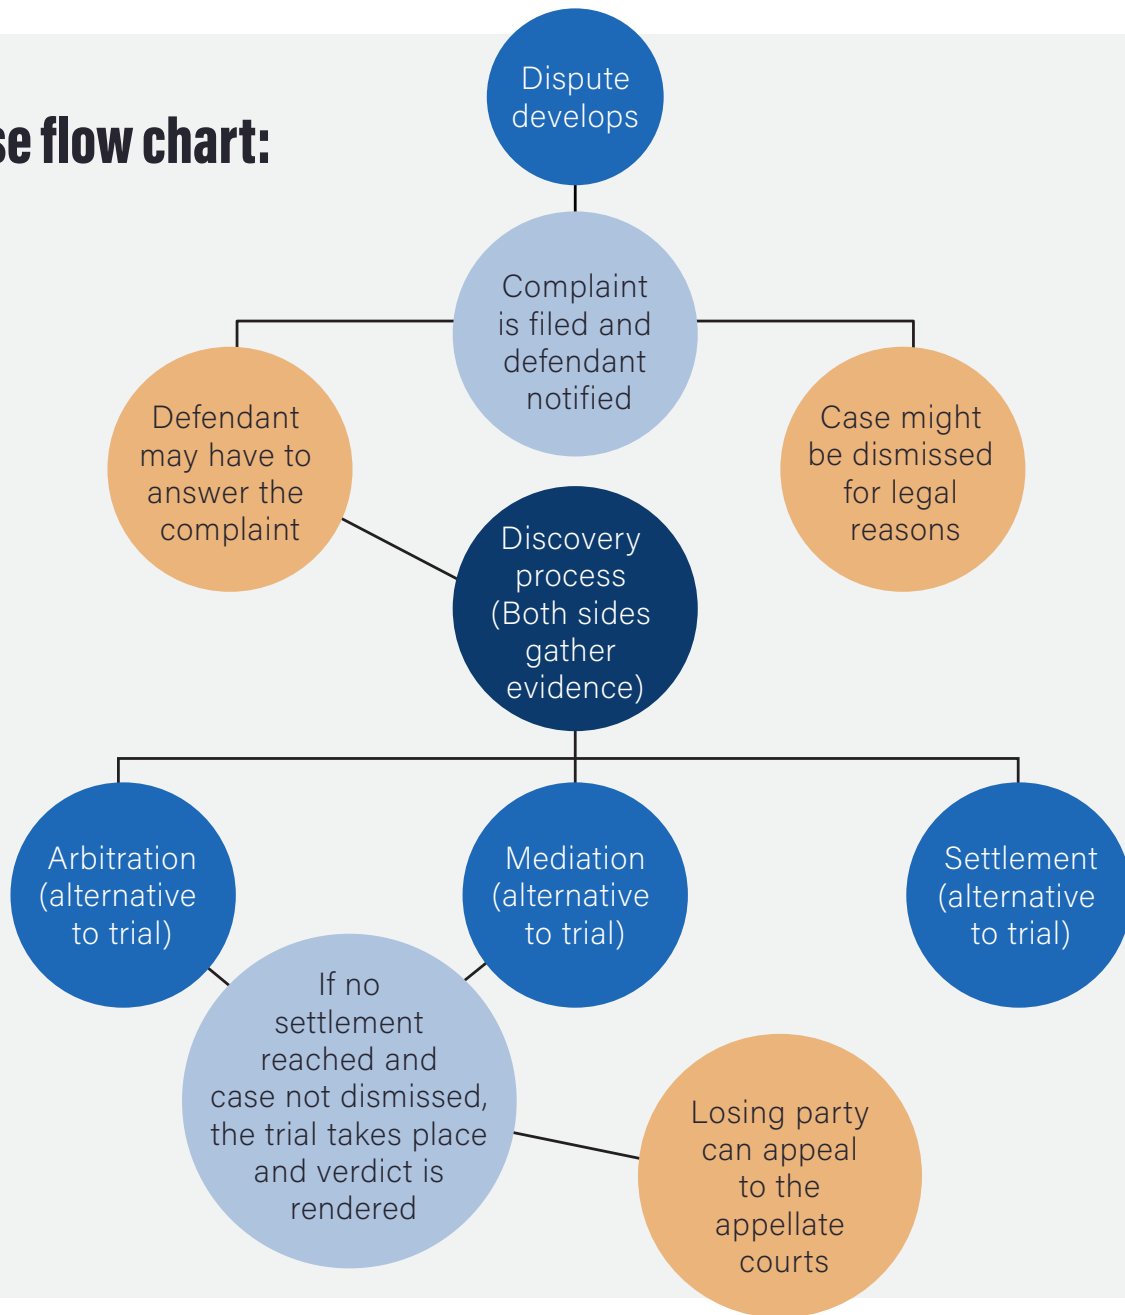 flow chart:
Dispute
develops
Complaint
is filed and
defendant
notified
Defendant
may have to
answer the
complaint
Case might
be dismissed
for legal
reasons
Discovery
process
(Both sides
gather
evidence)
Arbitration
(alternative
to trial)
Mediation
(alternative
to trial)
Settlement
(alternative
to trial)
If no
settlement
reached and
case not dismissed,
the trial takes place
and verdict is
rendered
Losing party
can appeal
to the
appellate
courts